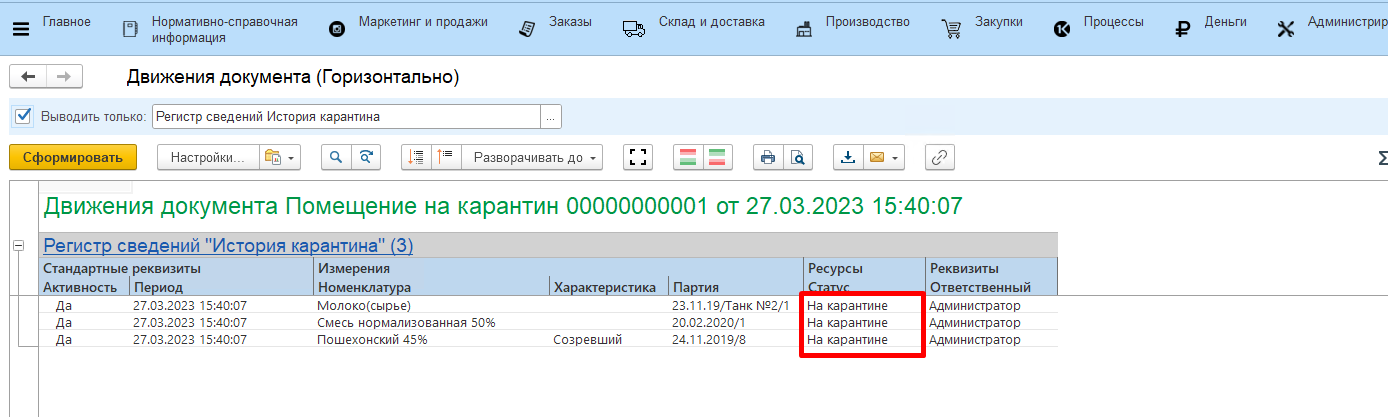 Главное Нормативно-справочная информация Маркетинг и продажи Заказы Склад и доставка Производство Закупки Процессы Деньги Администрир
Движения документа (Горизонтально)
Выводить только: Регистр сведений История карантина ...
Сформировать Настройки... Разворачивать до Σ
Движения документа Помещение на карантин 00000000001 от 27.03.2023 15:40:07
Регистр сведений "История карантина" (3)
Стандартные реквизиты Измерения Ресурсы Реквизиты
Активность Период Номенклатура Характеристика Партия Статус Ответственный
Да 27.03.2023 15:40:07 Молоко(сырье) 23.11.19/Танк №2/1 На карантине Администратор
Да 27.03.2023 15:40:07 Смесь нормализованная 50% 20.02.2020/1 На карантине Администратор
Да 27.03.2023 15:40:07 Пошехонский 45% Созревший 24.11.2019/8 На карантине Администратор